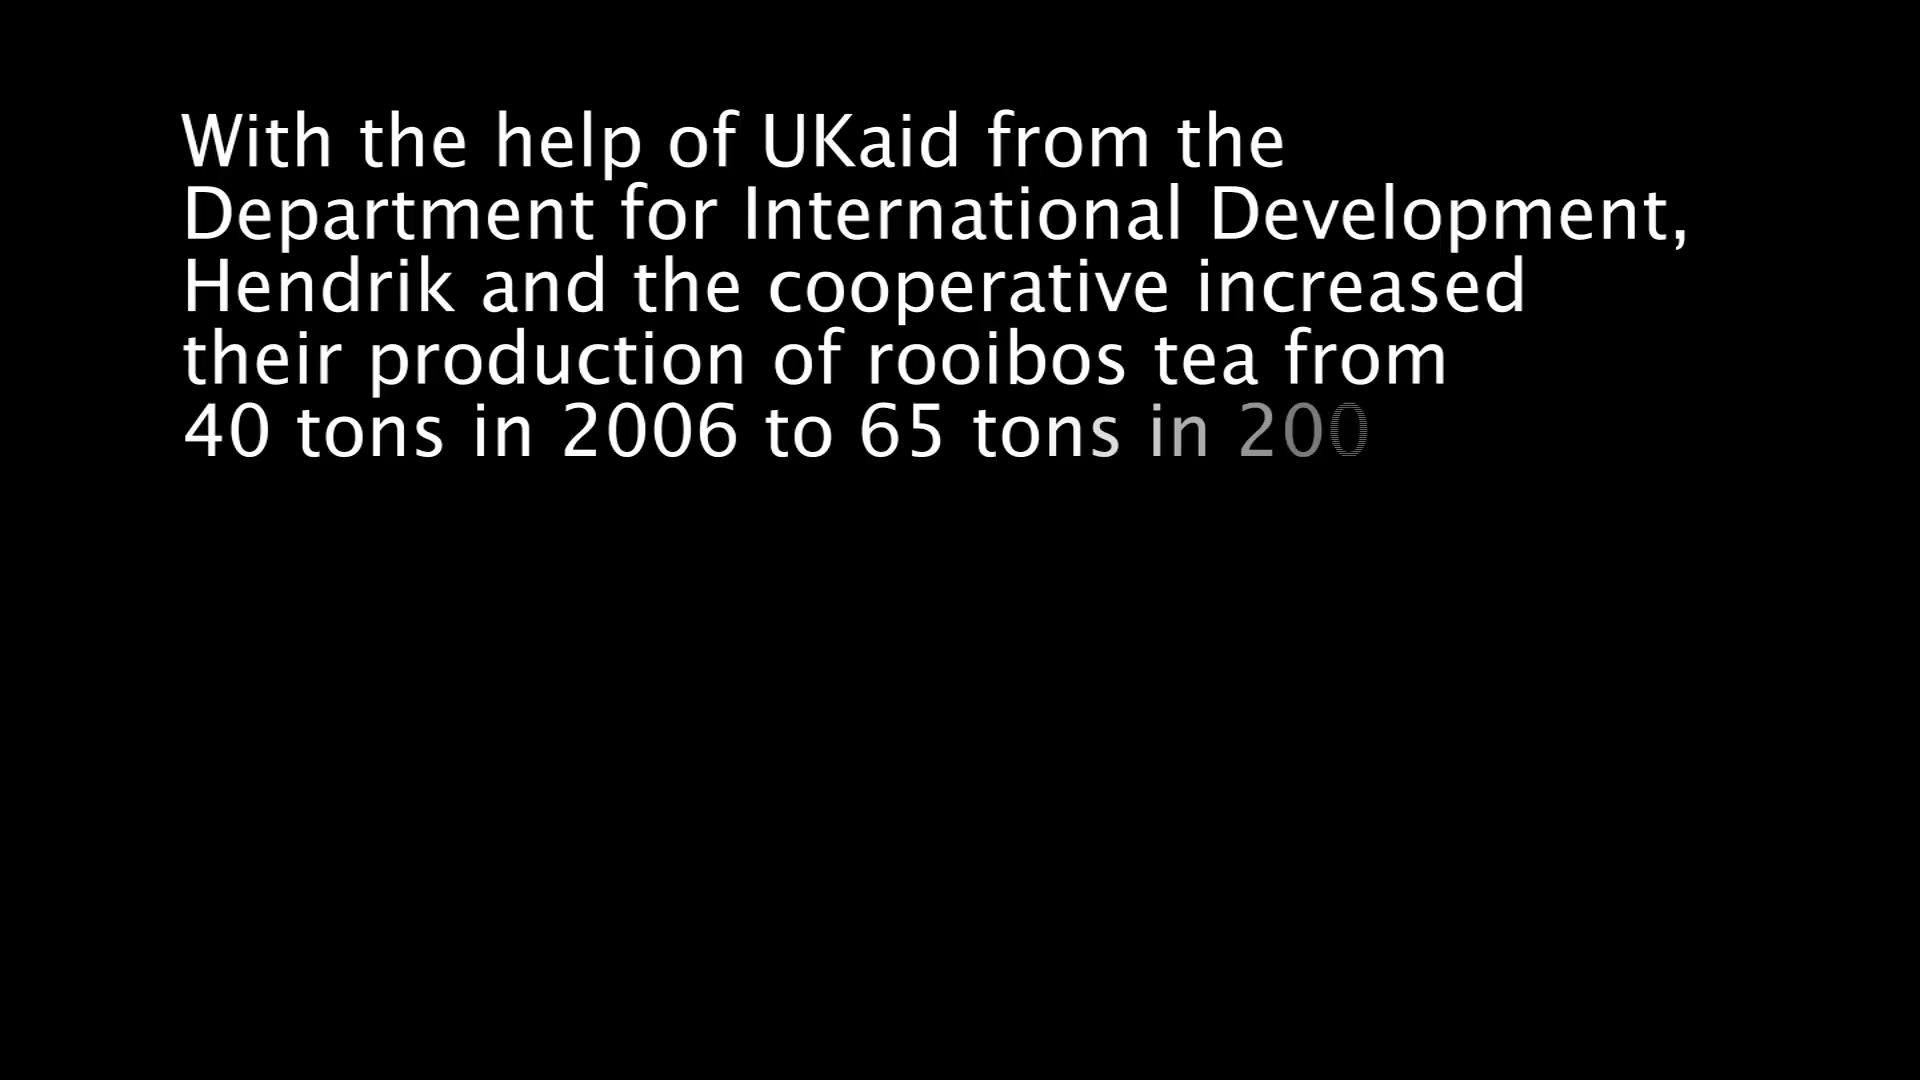 With the help of UKaid from the
Department for International Development,
Hendrik and the cooperative increased
their production of rooibos tea from
40 tons in 2006 to 65 tons in 200